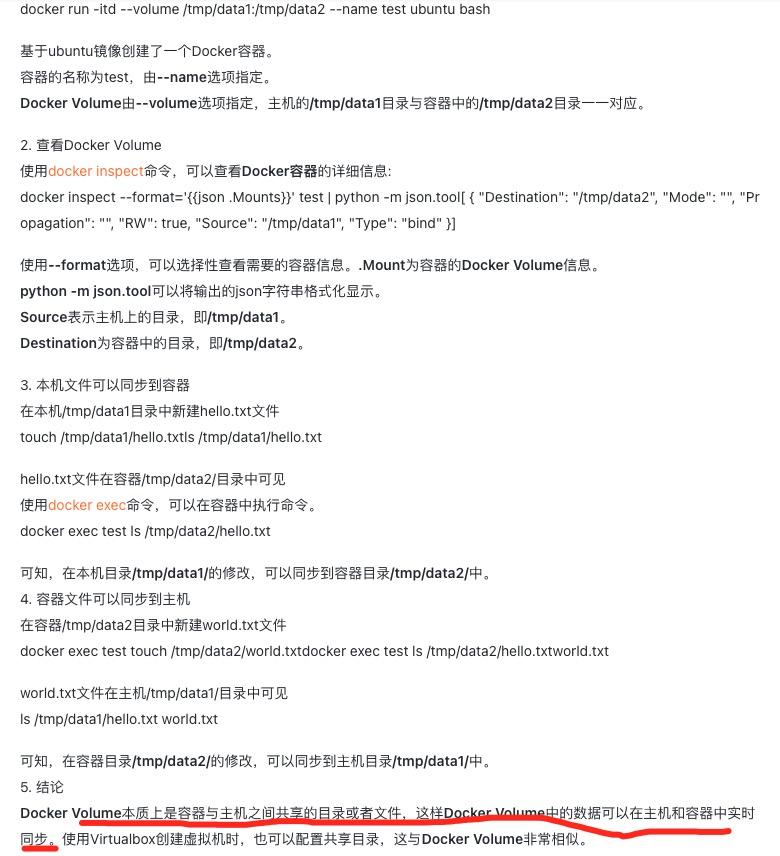 docker run -itd --volume /tmp/data1:/tmp/data2 --name test ubuntu bash
基于ubuntu镜像创建了一个Docker容器。
容器的名称为test，由--name选项指定。
Docker Volume由--volume选项指定，主机的/tmp/data1目录与容器中的/tmp/data2目录一一对应。
2. 查看Docker Volume
使用docker inspect命令，可以查看Docker容器的详细信息:
docker inspect --format='{{json .Mounts}}' test | python -m json.tool[ { "Destination": "/tmp/data2", "Mode": "", "Pr
opagation": "", "RW": true, "Source": "/tmp/data1", "Type": "bind" }]
使用--format选项，可以选择性查看需要的容器信息。.Mount为容器的Docker Volume信息。
python -m json.tool可以将输出的json字符串格式化显示。
Source表示主机上的目录，即/tmp/data1。
Destination为容器中的目录，即/tmp/data2。
3. 本机文件可以同步到容器
在本机/tmp/data1目录中新建hello.txt文件
touch /tmp/data1/hello.txtls /tmp/data1/hello.txt
hello.txt文件在容器/tmp/data2/目录中可见
使用docker exec命令，可以在容器中执行命令。
docker exec test ls /tmp/data2/hello.txt
可知，在本机目录/tmp/data1/的修改，可以同步到容器目录/tmp/data2/中。
4. 容器文件可以同步到主机
在容器/tmp/data2目录中新建world.txt文件
docker exec test touch /tmp/data2/world.txtdocker exec test ls /tmp/data2/hello.txtworld.txt
world.txt文件在主机/tmp/data1/目录中可见
ls /tmp/data1/hello.txt world.txt
可知，在容器目录/tmp/data2/的修改，可以同步到主机目录/tmp/data1/中。
5. 结论
Docker Volume本质上是容器与主机之间共享的目录或者文件，这样Docker Volume中的数据可以在主机和容器中实时
同步。使用Virtualbox创建虚拟机时，也可以配置共享目录，这与Docker Volume非常相似。